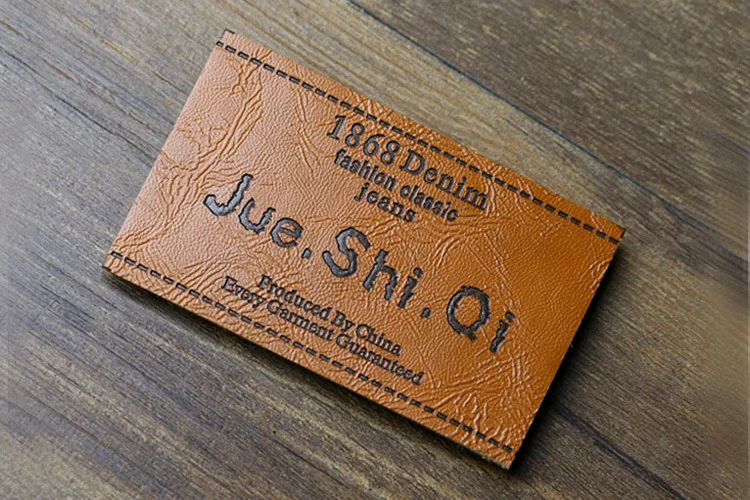 1868 Denim
fashion classic
jeans
Jue.Shi.Qi
Produced By China
Every Garment Guaranteed